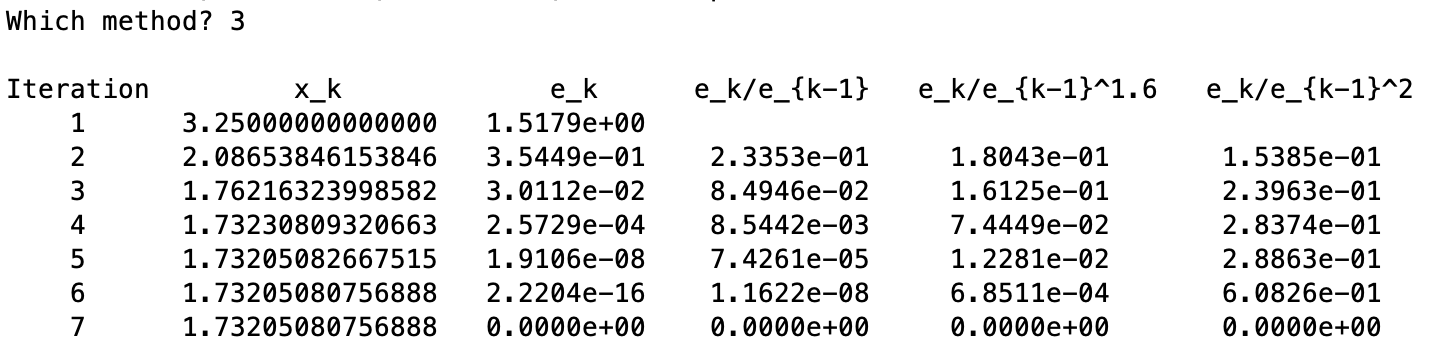 Which method? 3
Iteration x_k e_k e_k/e_{k-1} e_k/e_{k-1}^1.6 e_k/e_{k-1}^2
1 3.25000000000000 1.5179e+00
2 2.08653846153846 3.5449e-01 2.3353e-01 1.8043e-01 1.5385e-01
3 1.76216323998582 3.0112e-02 8.4946e-02 1.6125e-01 2.3963e-01
4 1.73230809320663 2.5729e-04 8.5442e-03 7.4449e-02 2.8374e-01
5 1.73205082667515 1.9106e-08 7.4261e-05 1.2281e-02 2.8863e-01
6 1.73205080756888 2.2204e-16 1.1622e-08 6.8511e-04 6.0826e-01
7 1.73205080756888 0.0000e+00 0.0000e+00 0.0000e+00 0.0000e+00